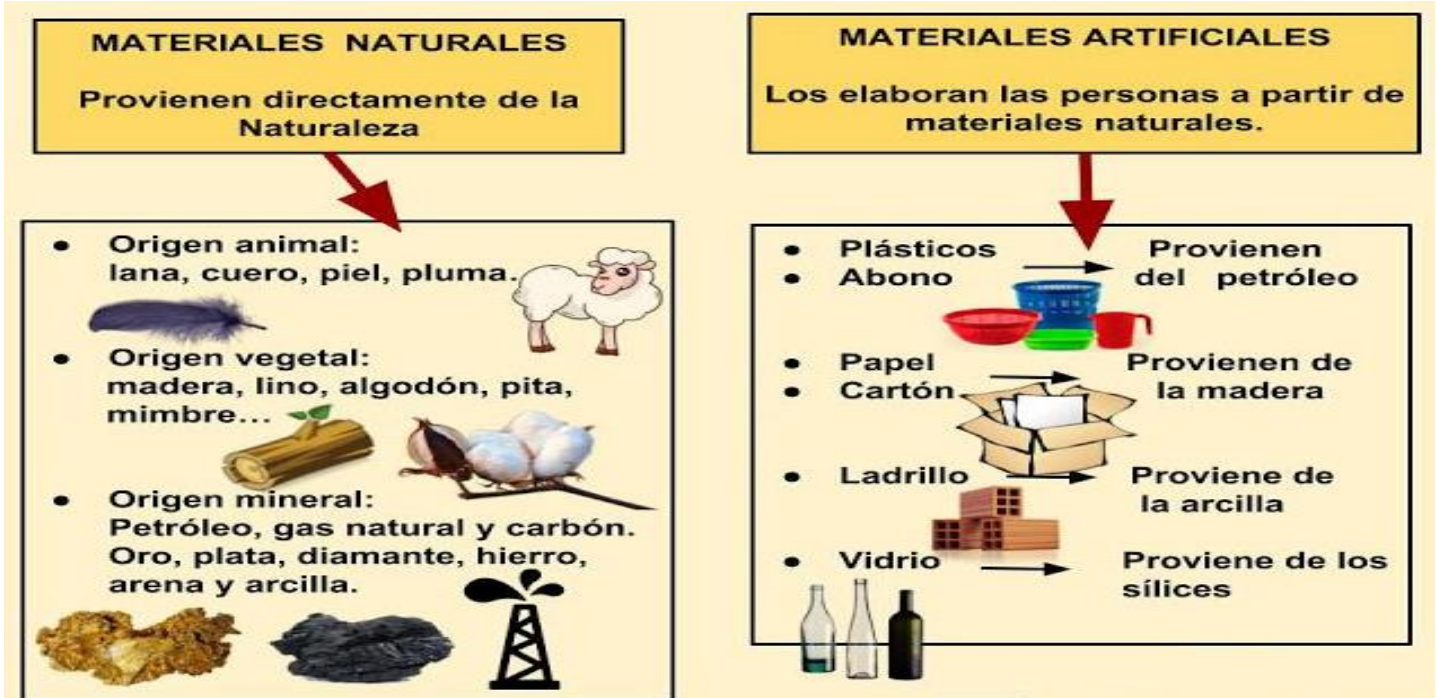 MATERIALES NATURALES
Provienen directamente de la
Naturaleza
● Origen animal:
lana, cuero, piel, pluma.
● Origen vegetal:
madera, lino, algodón, pita,
mimbre...
● Origen mineral:
Petróleo, gas natural y carbón.
Oro, plata, diamante, hierro,
arena y arcilla.
MATERIALES ARTIFICIALES
Los elaboran las personas a partir de
materiales naturales.
● Plásticos Provienen
● Abono del petróleo
● Papel Provienen de
● Cartón la madera
● Ladrillo Proviene de
la arcilla
● Vidrio Proviene de los
sílices